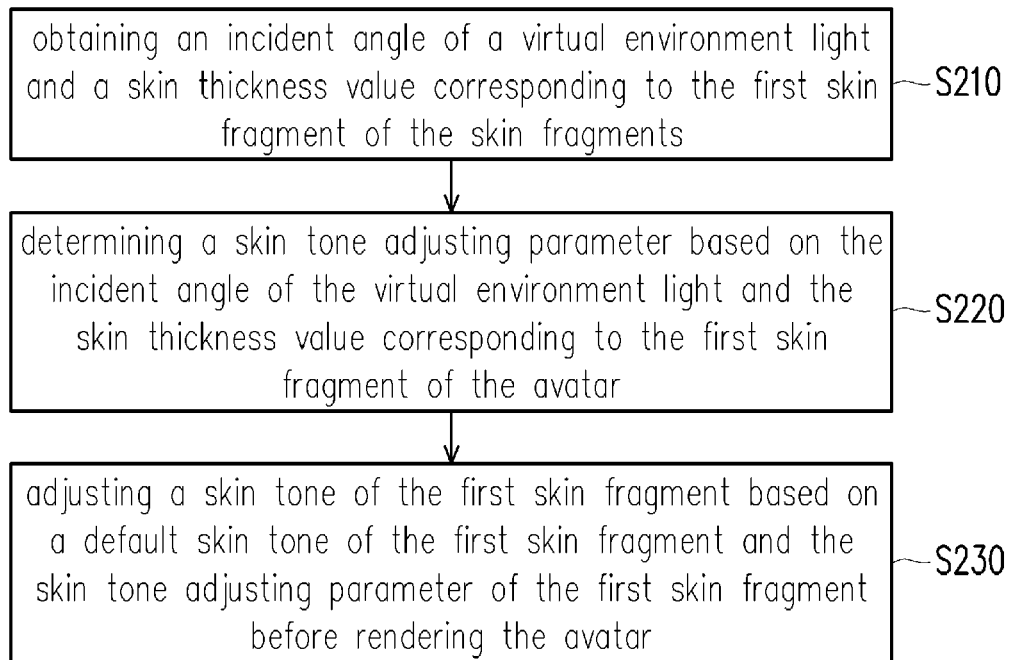 obtaining an incident angle of a virtual environment light
and a skin thickness value corresponding to the first skin
fragment of the skin fragments
S210
determining a skin tone adjusting parameter based on the
incident angle of the virtual environment light and the
skin thickness value corresponding to the first skin
fragment of the avatar
S220
adjusting a skin tone of the first skin fragment based on
a default skin tone of the first skin fragment and the
skin tone adjusting parameter of the first skin fragment
before rendering the avatar
S230